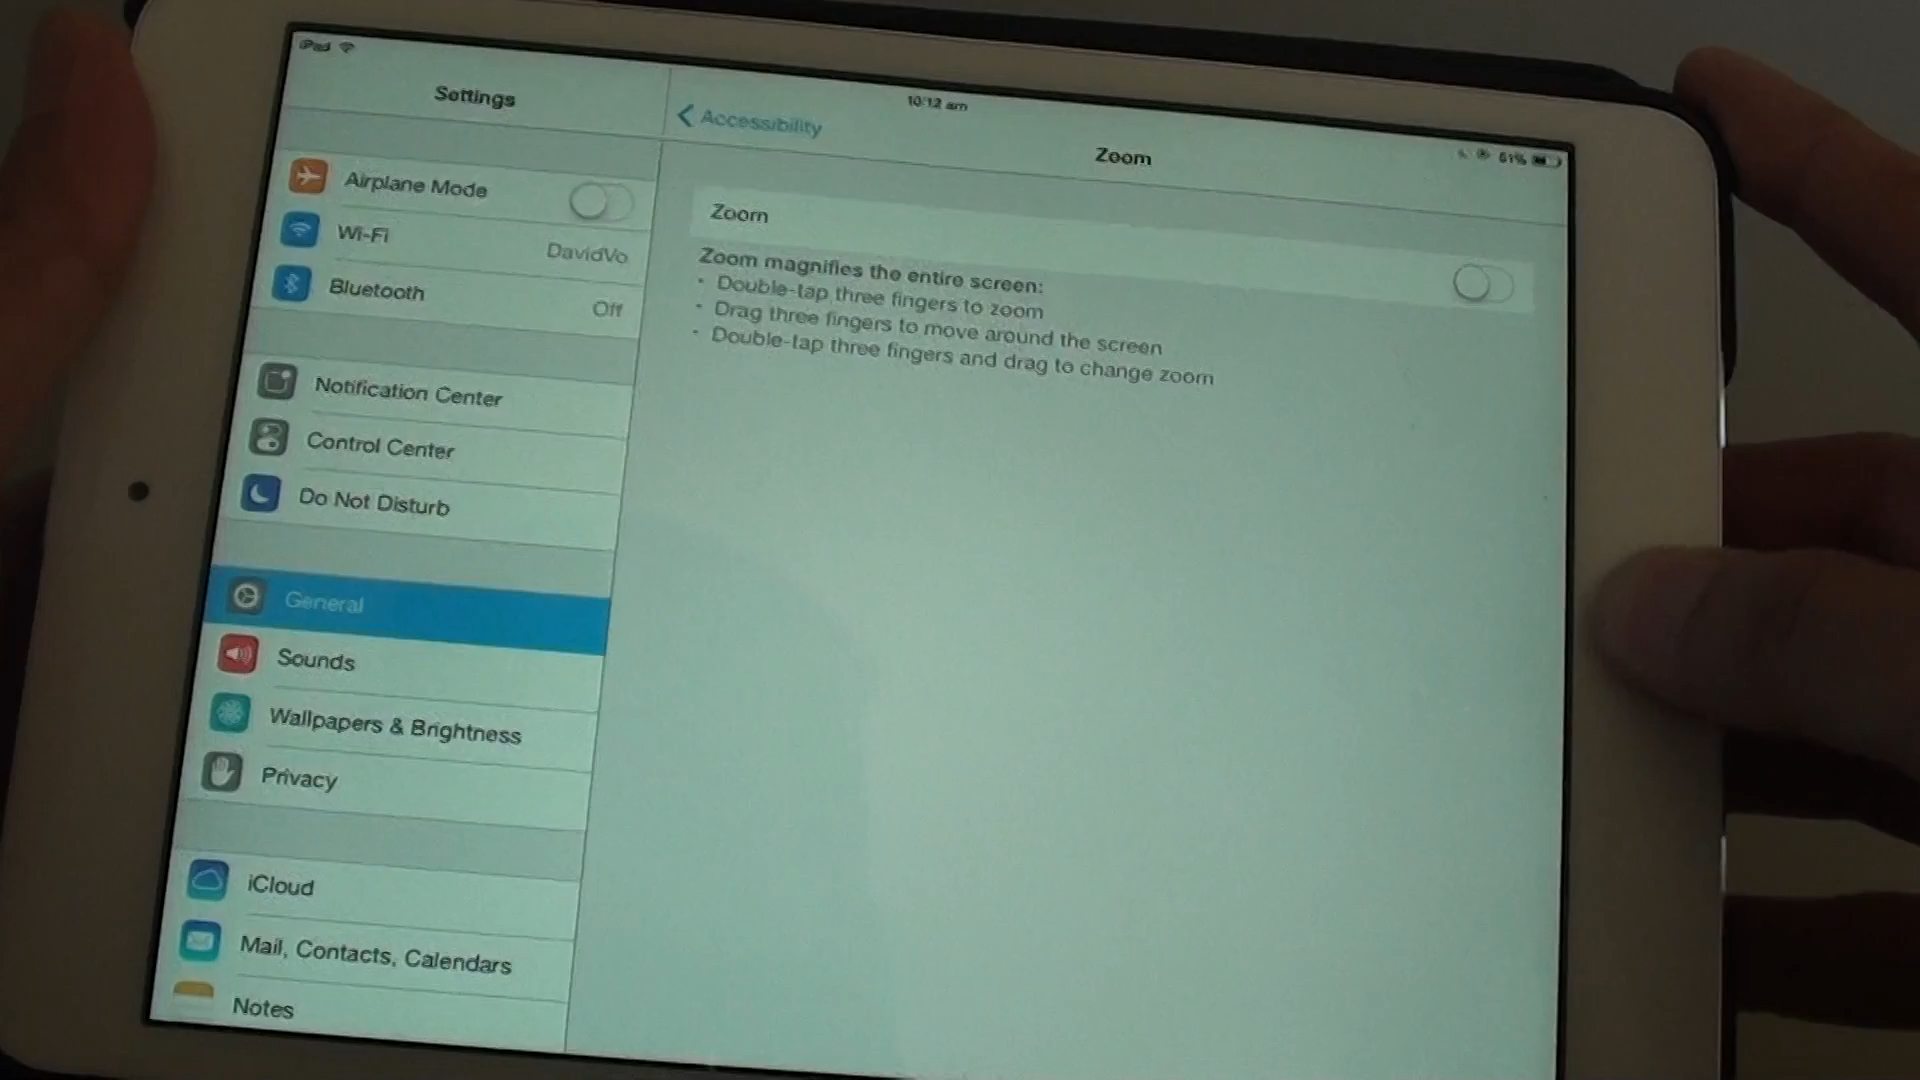 iPad
10:12 am
61%
Settings
Accessibility
Zoom
Airplane Mode
Wi-Fi
DavidVo
Bluetooth
Off
Notification Center
Control Center
Do Not Disturb
General
Sounds
Wallpapers & Brightness
Privacy
iCloud
Mail, Contacts, Calendars
Notes
Zoom
Zoom magnifies the entire screen:
• Double-tap three fingers to zoom
• Drag three fingers to move around the screen
• Double-tap three fingers and drag to change zoom